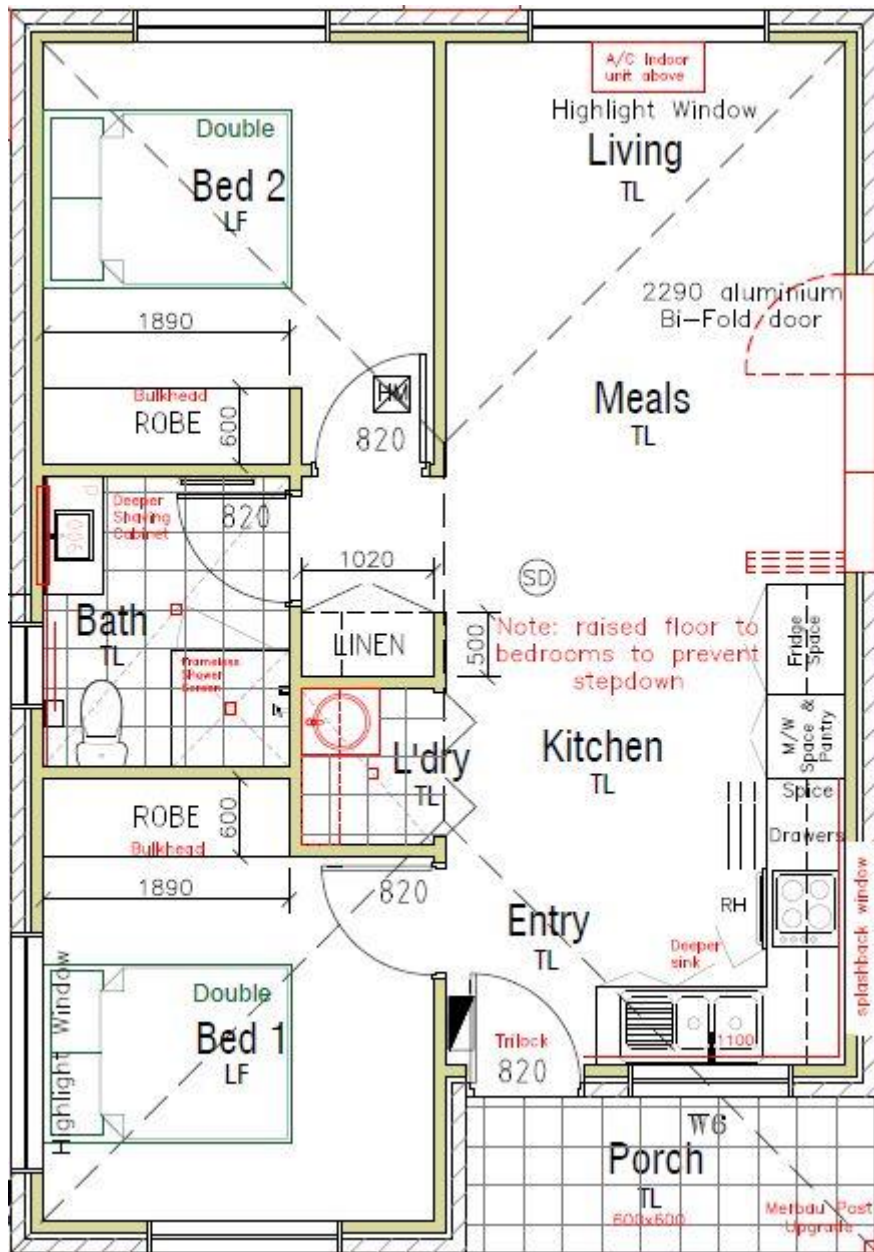 A/C Indoor
unit above
Highlight Window
Living
TL
Double
Bed 2
LF
2290 aluminium
Bi-Fold door
1890
HM
820
Bulkhead
ROBE
600
Meals
TL
Deeper
Shaving
Cabinet
900
820
1020
SD
Bath
TL
LINEN
500
Note: raised floor to
bedrooms to prevent
stepdown
Fridge
Space
Frameless
Shower
Screen
M/W
Space &
Pantry
Kitchen
TL
L'dry
TL
Spice
Drawers
ROBE
600
Bulkhead
1890
820
RH
Entry
TL
Deeper
sink
splashback window
Highlight Window
Double
Bed 1
LF
Trilock
820
1100
W6
Porch
TL
600x600
Merbau Post
Upgrade